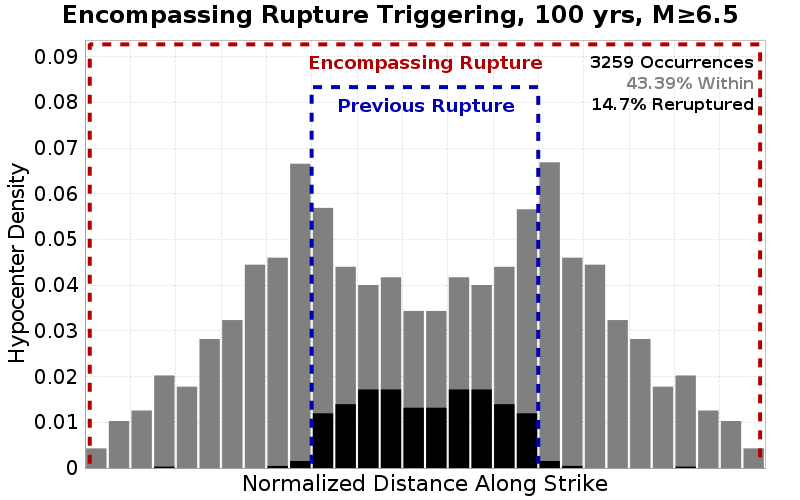 Encompassing Rupture Triggering, 100 yrs, M≥6.5
0.09
0.08
0.07
0.06
0.05
0.04
0.03
0.02
0.01
0
Hypocenter Density
Encompassing Rupture
Previous Rupture
3259 Occurrences
43.39% Within
14.7% Reruptured
Normalized Distance Along Strike